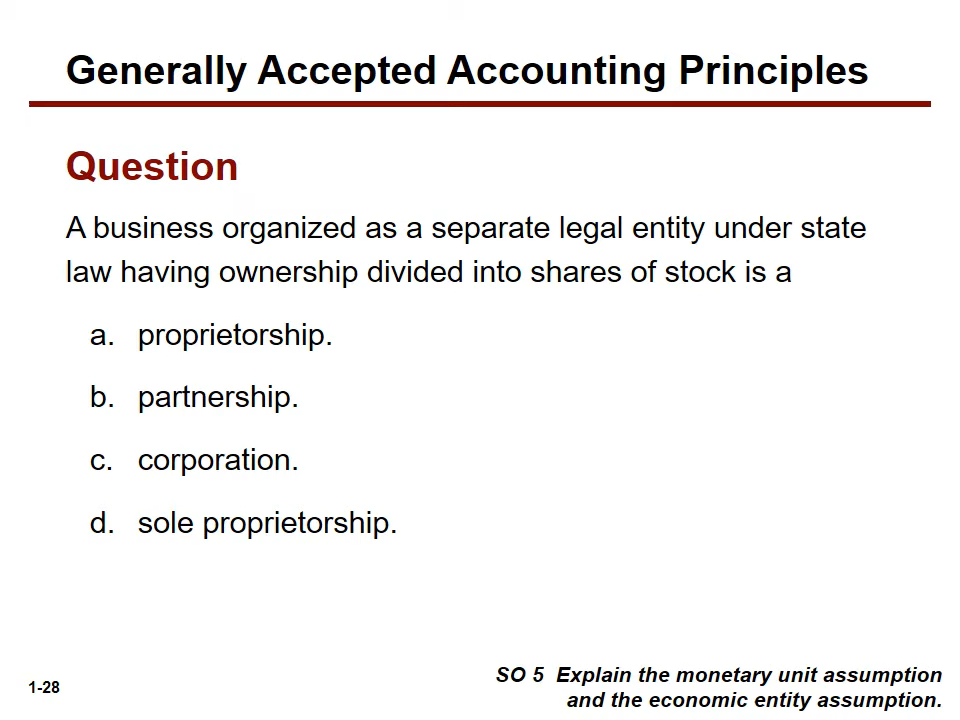 Generally Accepted Accounting Principles
Question
A business organized as a separate legal entity under state
law having ownership divided into shares of stock is a
a. proprietorship.
b. partnership.
c. corporation.
d. sole proprietorship.
1-28
SO 5 Explain the monetary unit assumption
and the economic entity assumption.